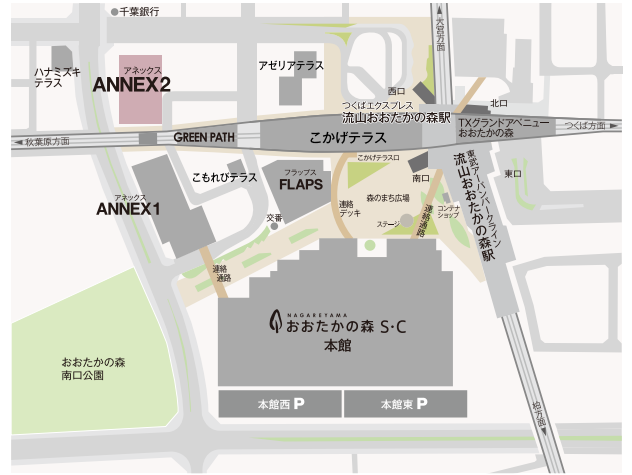 千葉銀行
大宮方面
ハナミズキ
テラス
アネックス
ANNEX2
アゼリアテラス
西口
つくばエクスプレス
流山おおたかの森駅
北口
TXグランドアベニュー
おおたかの森
つくば方面
秋葉原方面
GREEN PATH
こかげテラス
こかげテラス口
南口
東武アーバンパークライン
流山おおたかの森駅
東口
こもれびテラス
フラップス
FLAPS
アネックス
ANNEX1
交番
連絡
デッキ
森のまち広場
ステージ
連絡通路
コンテナ
ショップ
連絡
通路
NAGAREYAMA
おおたかの森 S・C
本館
おおたかの森
南口公園
本館西 P
本館東 P
柏方面